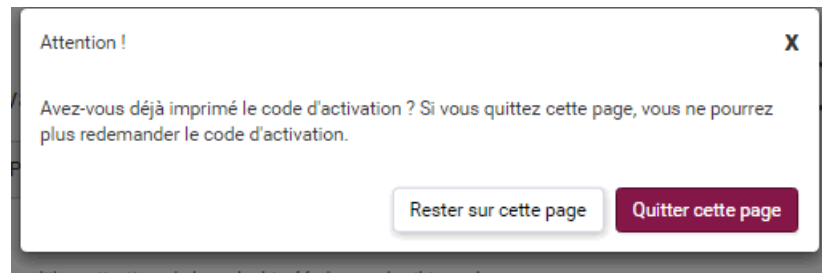 Attention !
X
Avez-vous déjà imprimé le code d'activation ? Si vous quittez cette page, vous ne pourrez
plus redemander le code d'activation.
Rester sur cette page
Quitter cette page